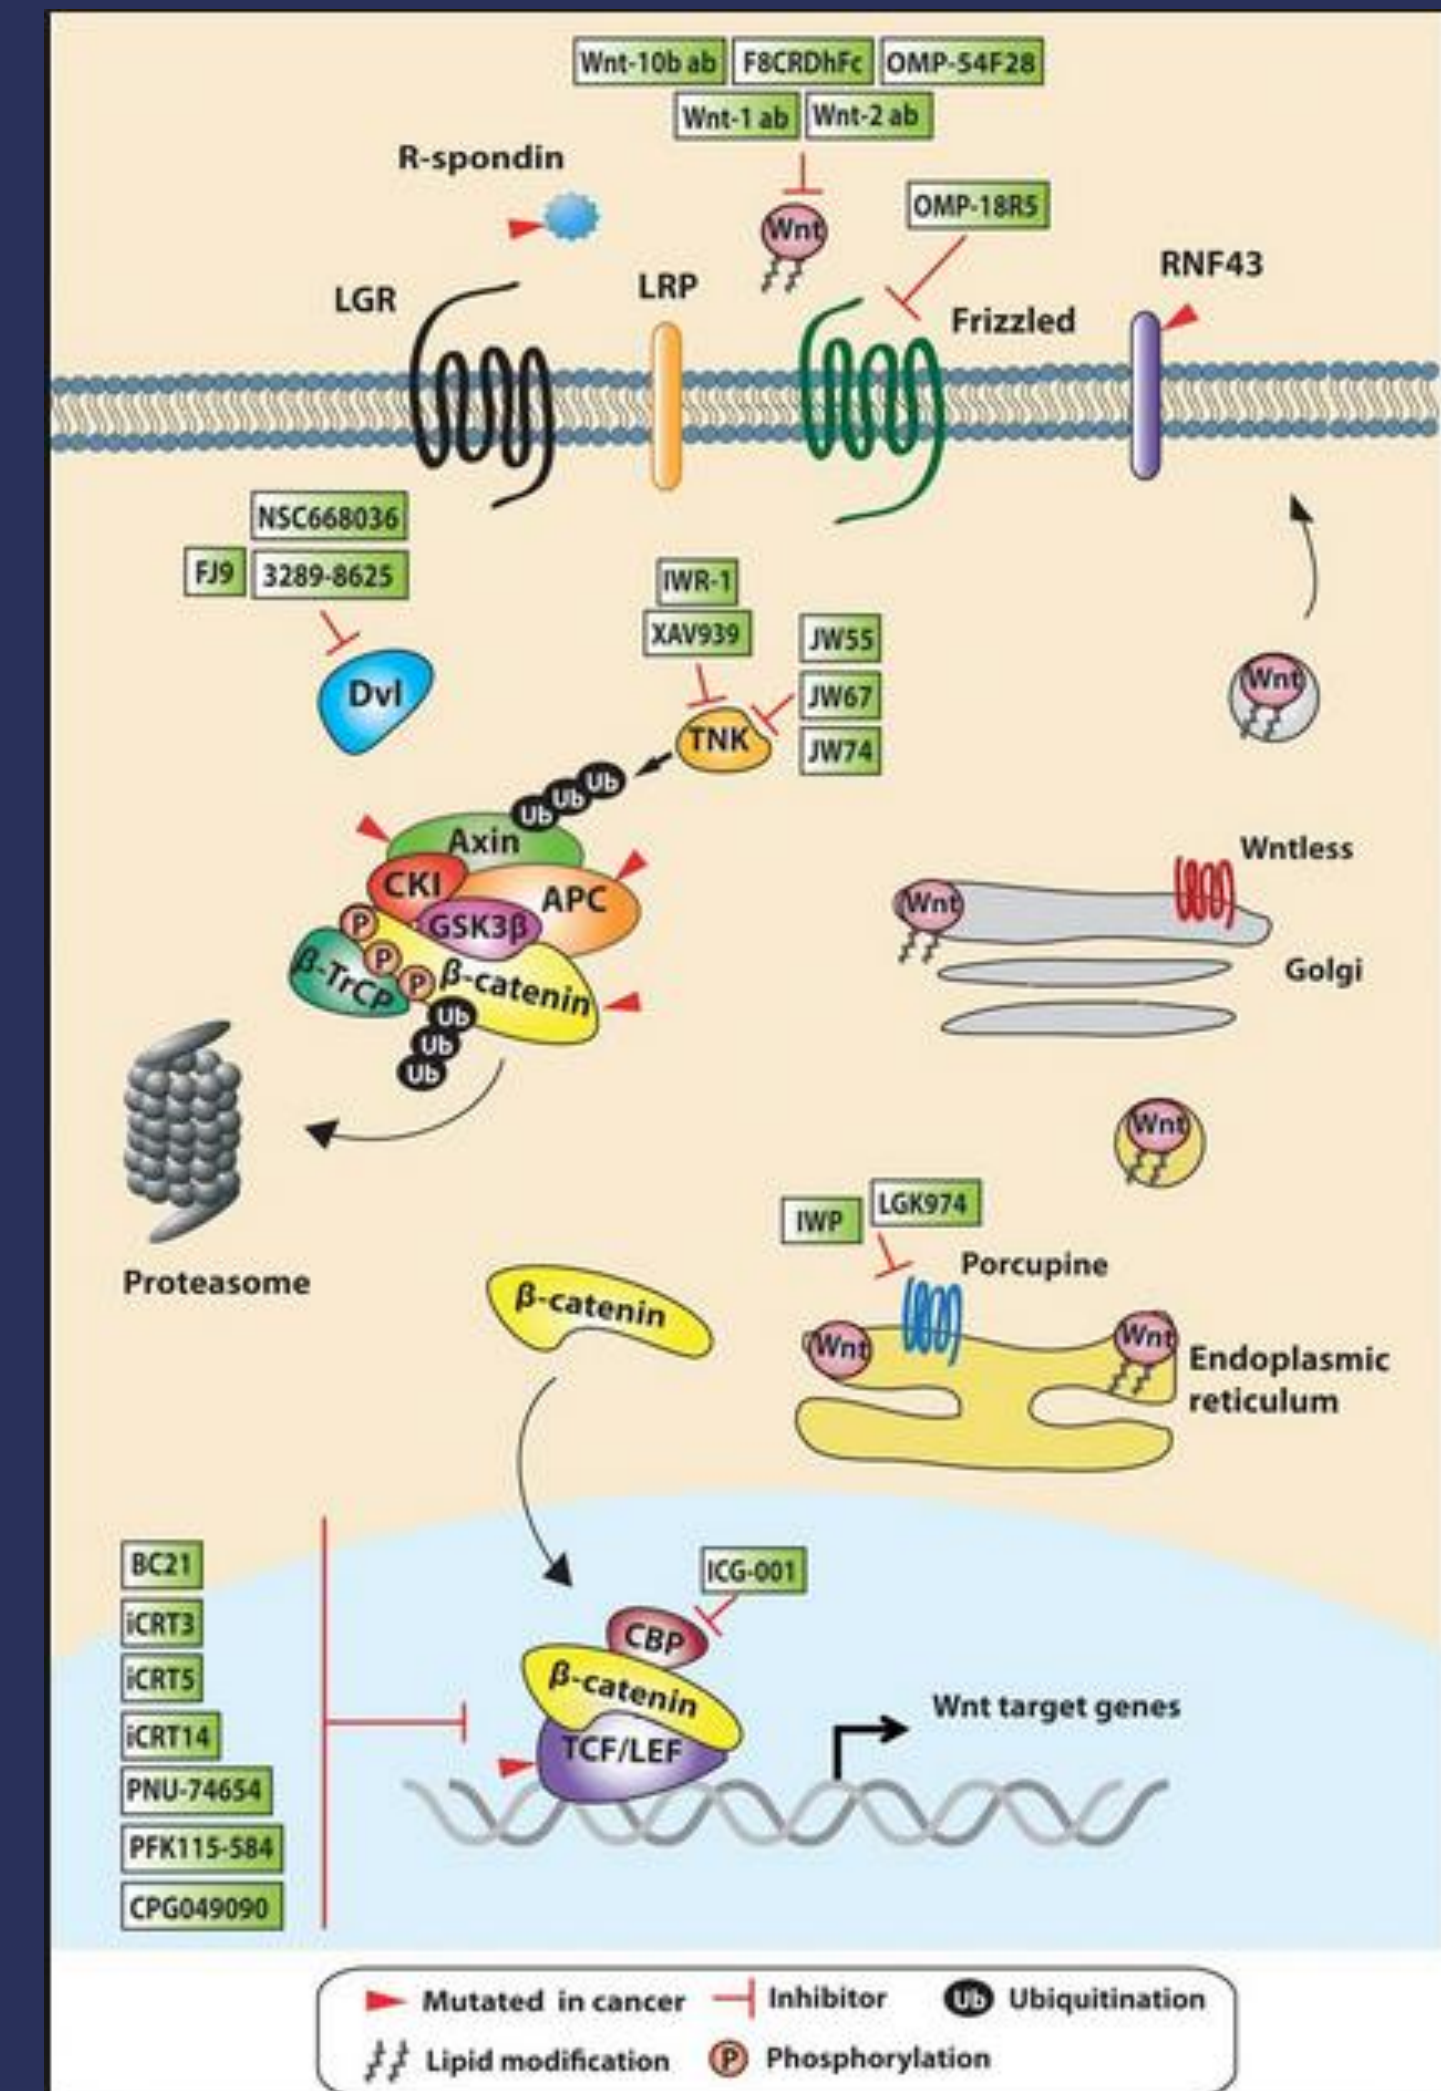 Wnt-10b ab
F8CRDhFc
OMP-54F28
Wnt-1 ab
Wnt-2 ab
R-spondin
Wnt
OMP-18R5
RNF43
LGR
LRP
Frizzled
NSC668036
FJ9
3289-8625
IWR-1
XAV939
JW55
JW67
JW74
Dvl
TNK
Wnt
Ub
Ub
Ub
Axin
CKI
APC
GSK3β
P
P
P
β-TrCP
β-catenin
Ub
Ub
Ub
Wntless
Wnt
Golgi
Wnt
Proteasome
IWP
LGK974
Porcupine
β-catenin
Wnt
Wnt
Endoplasmic
reticulum
BC21
iCRT3
iCRT5
iCRT14
PNU-74654
PFK115-584
CPG049090
ICG-001
CBP
β-catenin
TCF/LEF
Wnt target genes
Mutated in cancer
Inhibitor
Ub Ubiquitination
Lipid modification
P Phosphorylation